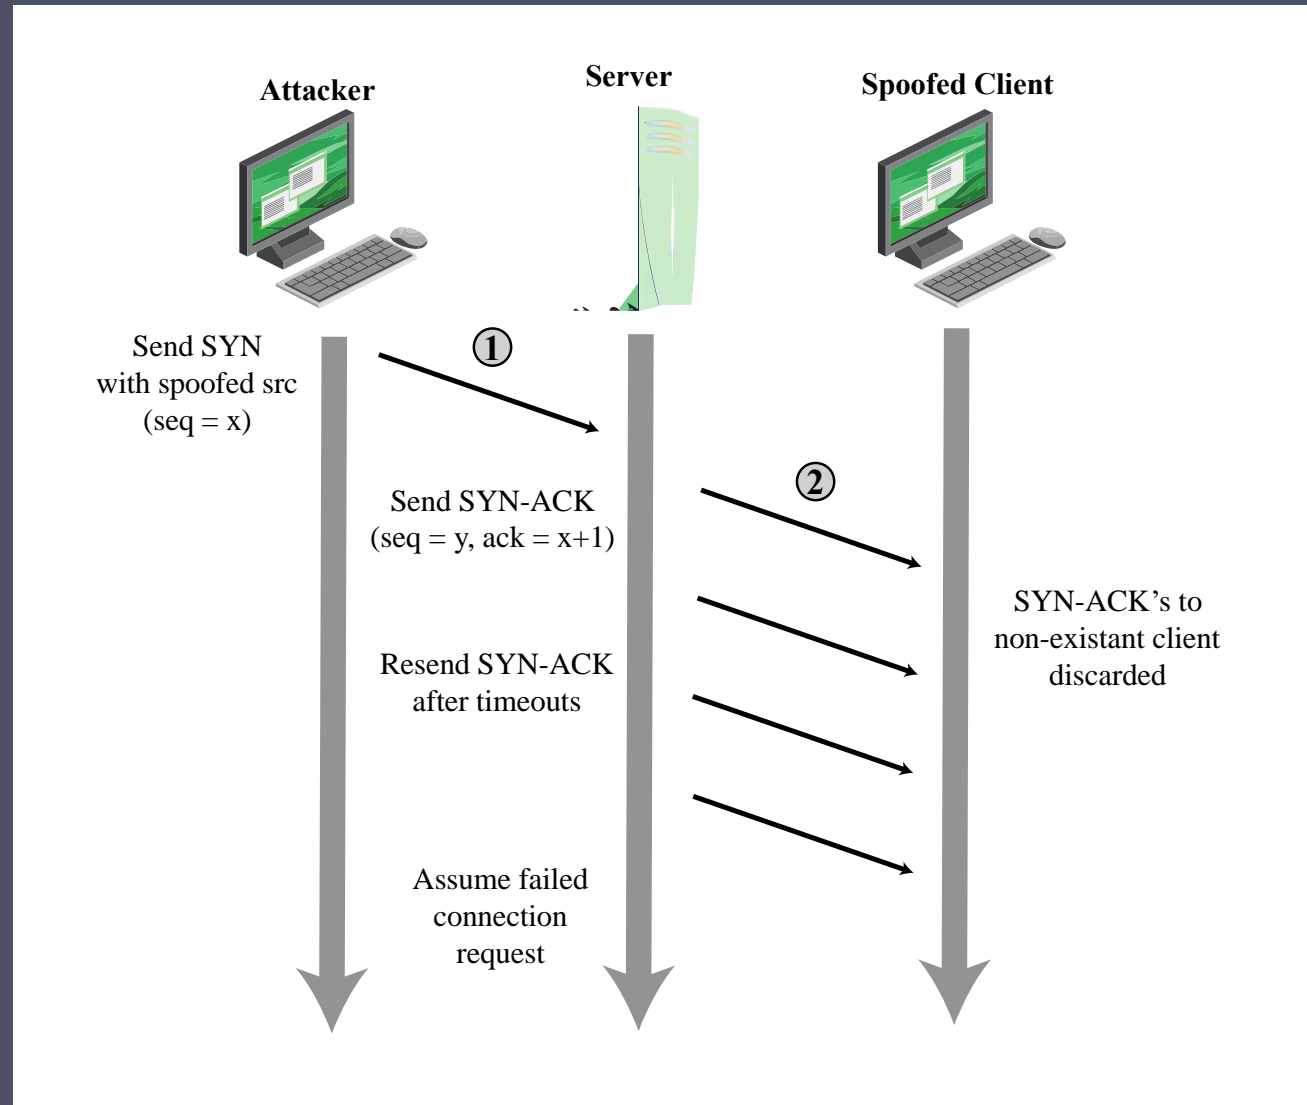 Attacker
Server
Spoofed Client
Send SYN
with spoofed src
(seq = x)
1
Send SYN-ACK
(seq = y, ack = x+1)
2
SYN-ACK’s to
non-existant client
discarded
Resend SYN-ACK
after timeouts
Assume failed
connection
request